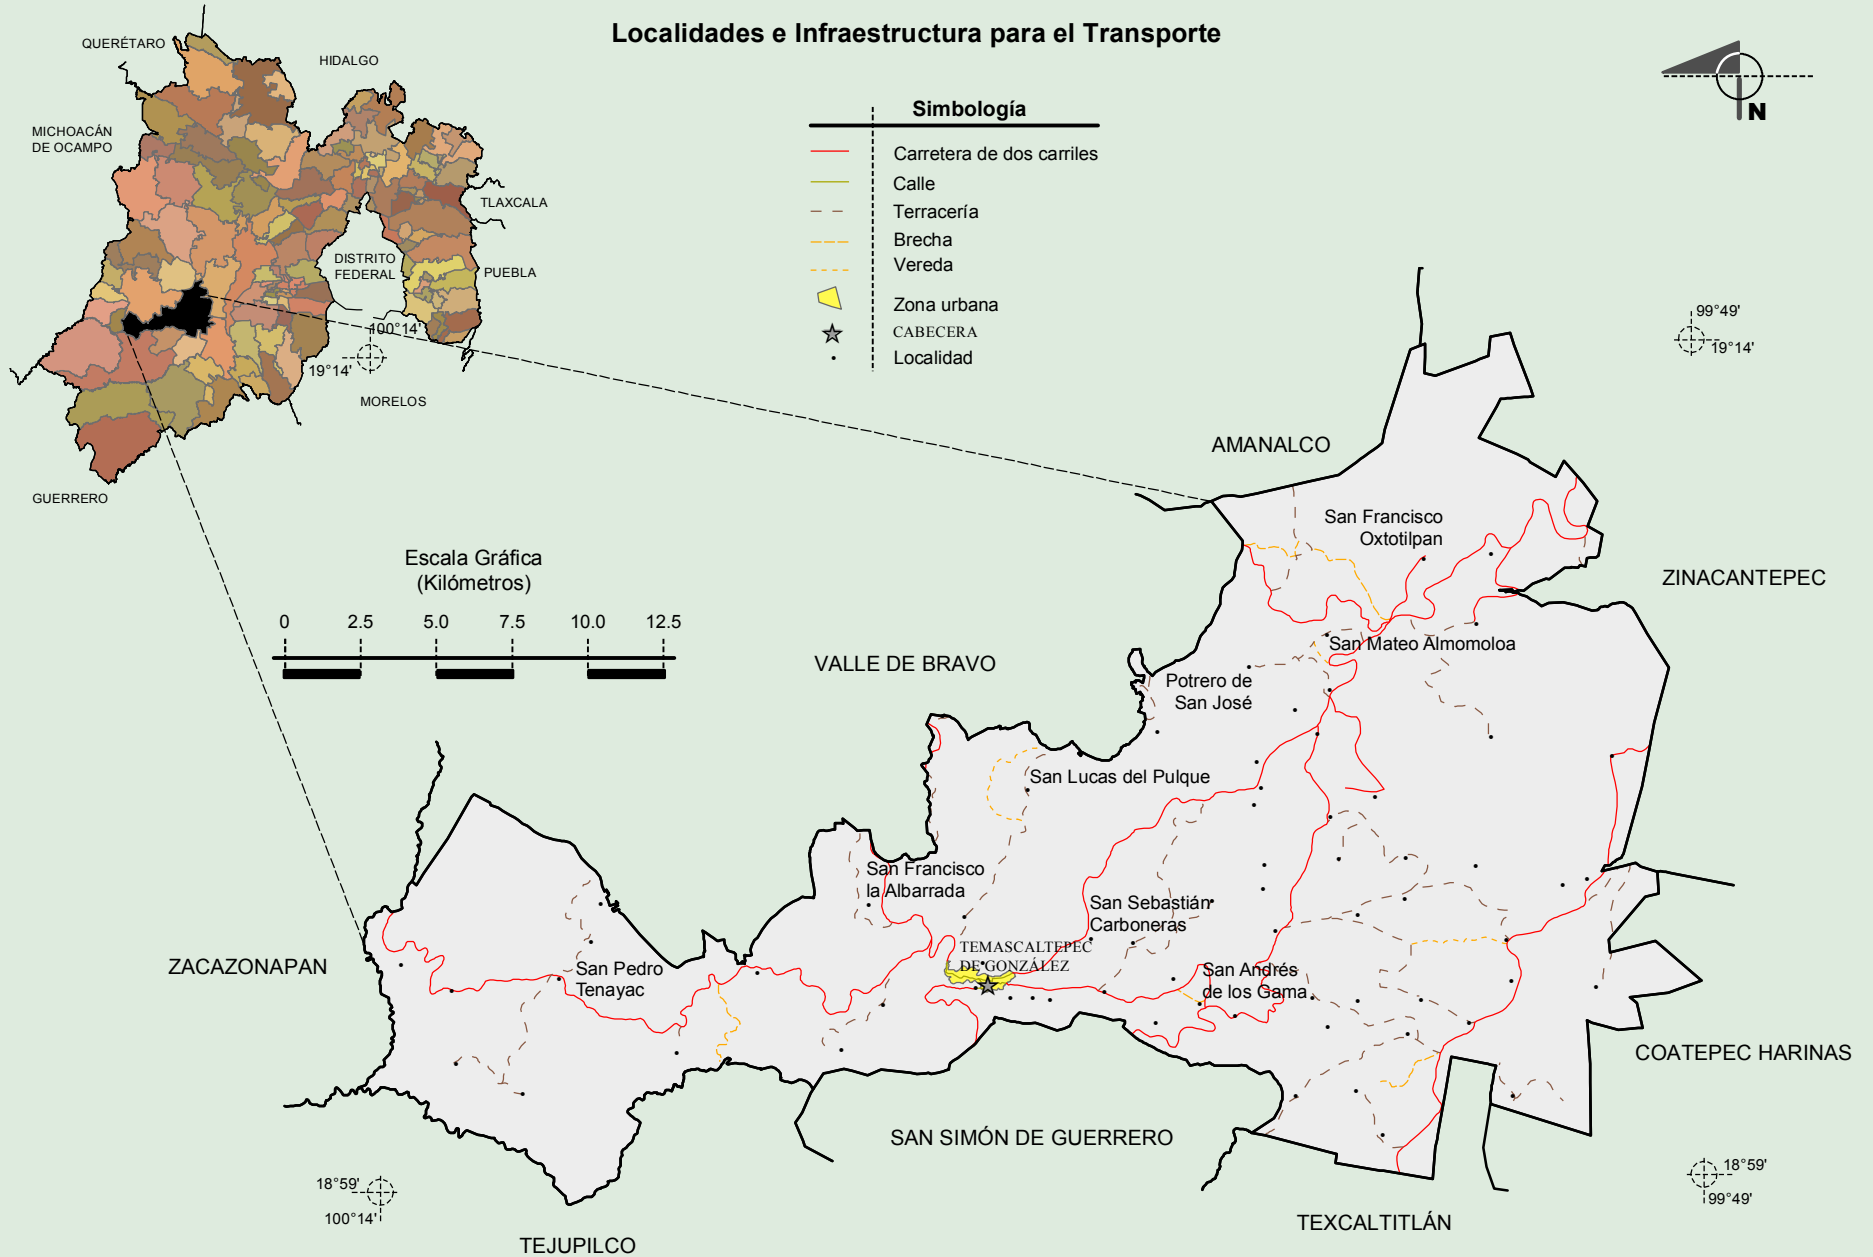 Localidades e Infraestructura para el Transporte
QUERÉTARO
HIDALGO
MICHOACÁN
DE OCAMPO
TLAXCALA
DISTRITO
FEDERAL
PUEBLA
MORELOS
GUERRERO
N
Simbología
Carretera de dos carriles
Calle
Terracería
Brecha
Vereda
Zona urbana
CABECERA
Localidad
100°14'
19°14'
99°49'
19°14'
Escala Gráfica
(Kilómetros)
0 2.5 5.0 7.5 10.0 12.5
AMANALCO
ZINACANTEPEC
VALLE DE BRAVO
San Francisco
Oxtotilpan
San Mateo Almomoloa
Potrero de
San José
San Lucas del Pulque
San Francisco
la Albarrada
San Sebastián
Carboneras
TEMASCALTEPEC
DE GONZÁLEZ
San Andrés
de los Gama
San Pedro
Tenayac
ZACAZONAPAN
COATEPEC HARINAS
SAN SIMÓN DE GUERRERO
TEXCALTITLÁN
TEJUPILCO
18°59'
100°14'
18°59'
99°49'